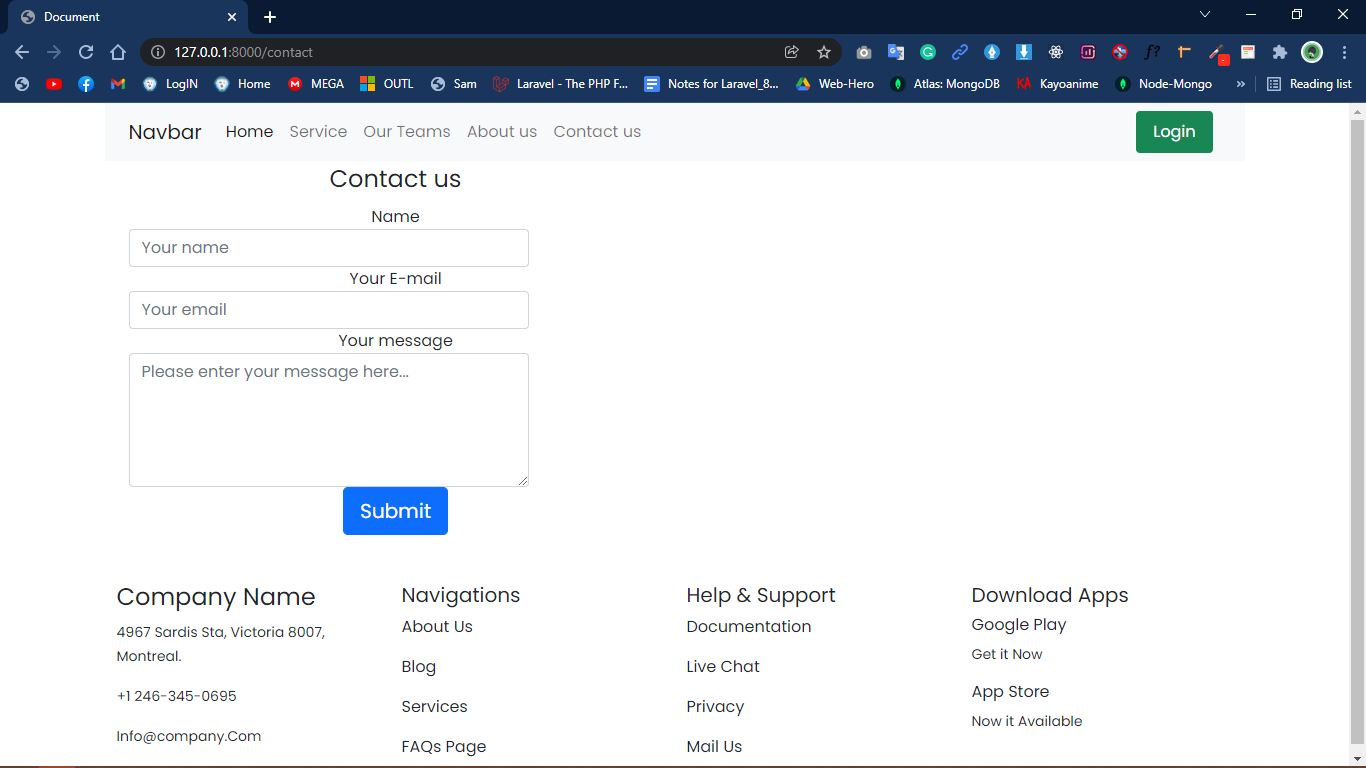 Document
127.0.0.1:8000/contact
LogIN Home MEGA OUTL Sam Laravel - The PHP F... Notes for Laravel_8... Web-Hero Atlas: MongoDB KA Kayoanime Node-Mongo » Reading list
Navbar Home Service Our Teams About us Contact us Login
Contact us
Name
Your name
Your E-mail
Your email
Your message
Please enter your message here...
Submit
Company Name Navigations Help & Support Download Apps
4967 Sardis Sta, Victoria 8007, About Us Documentation Google Play
Montreal. Get it Now
Blog Live Chat
+1 246-345-0695 Services Privacy App Store
Now it Available
Info@company.Com FAQs Page Mail Us